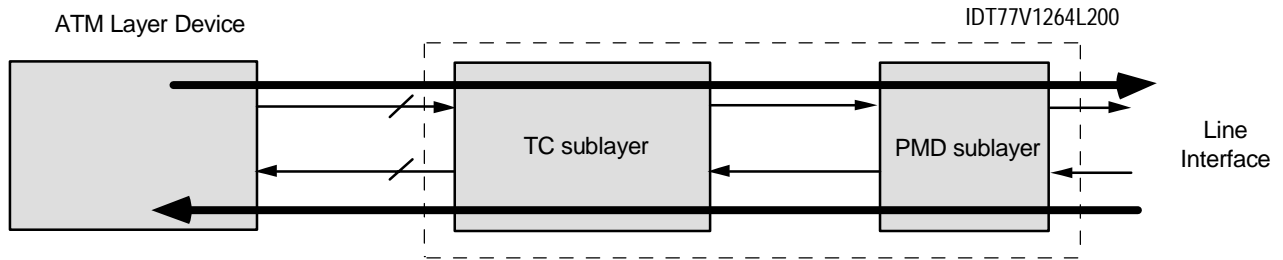 IDT77V1264L200
ATM Layer Device
TC sublayer
PMD sublayer
Line
Interface